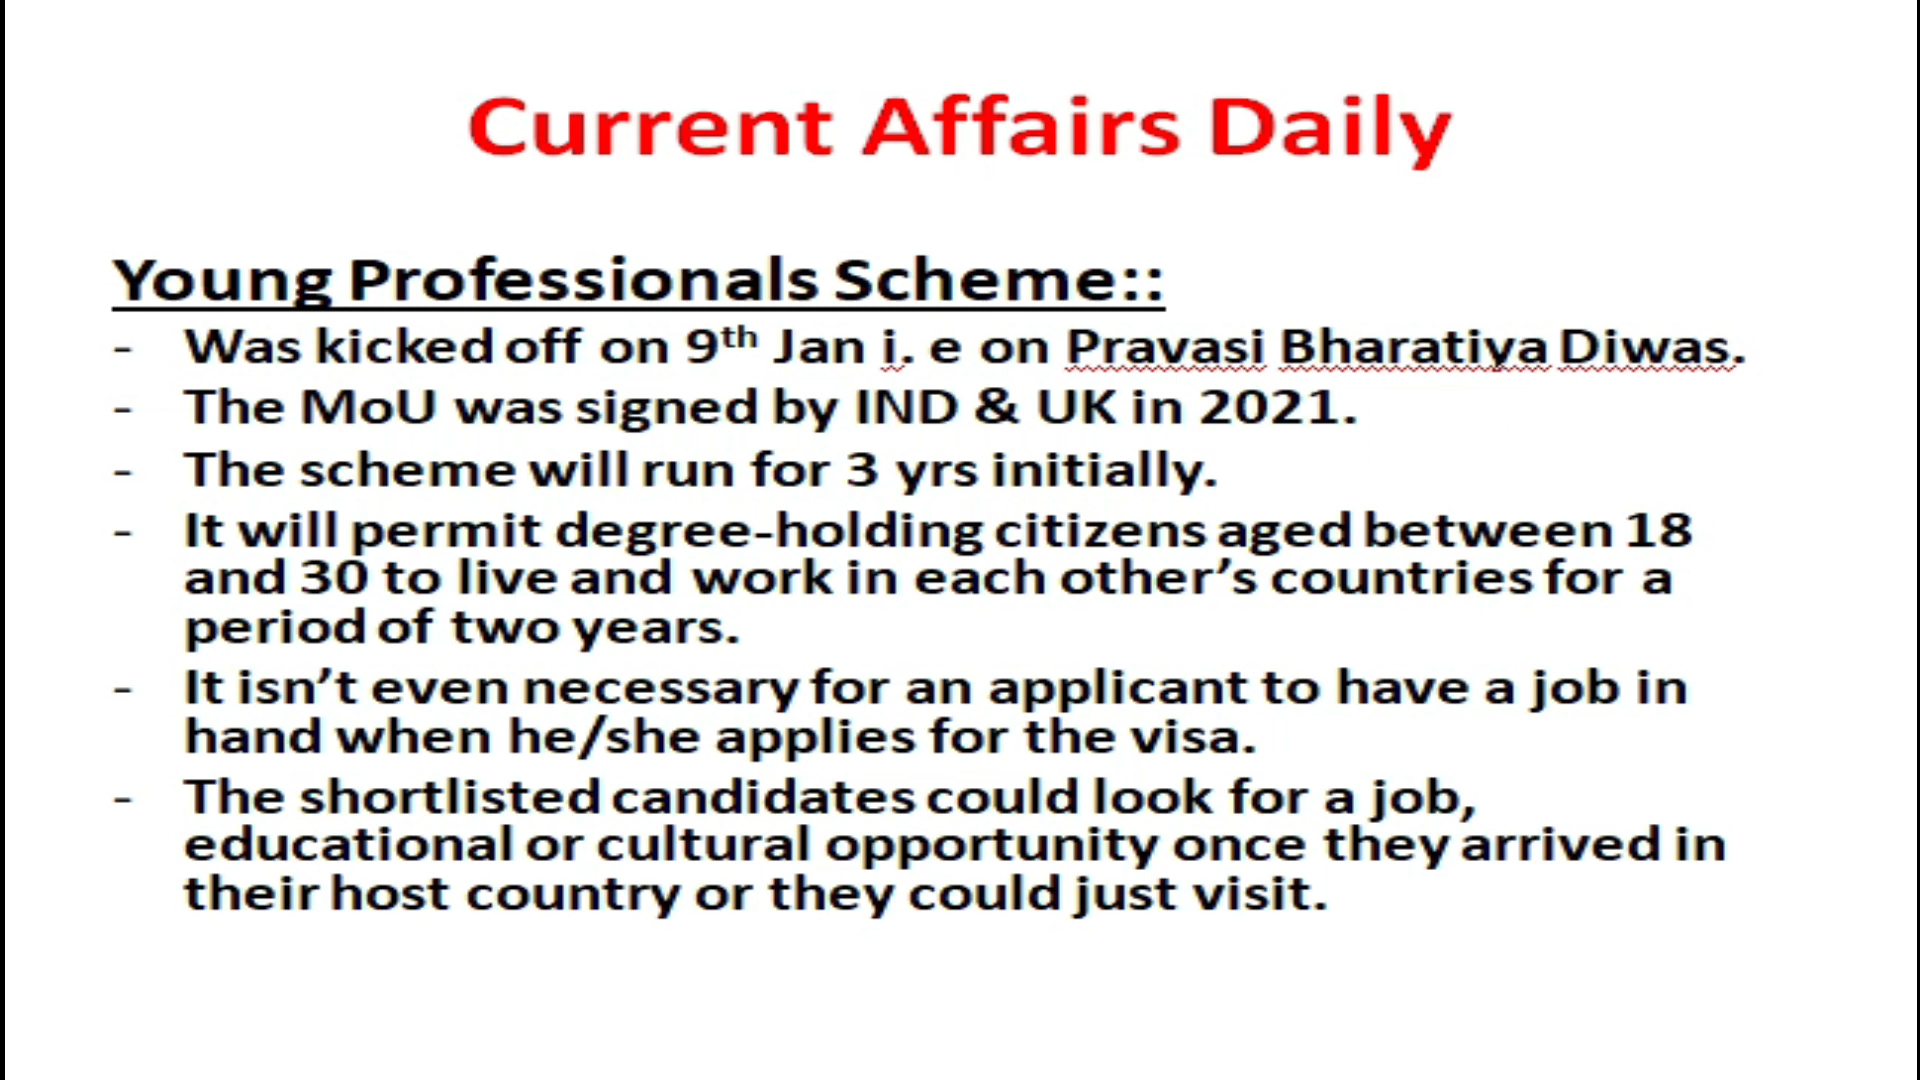 Current Affairs Daily
Young Professionals Scheme::
- Was kicked off on 9th Jan i. e on Pravasi Bharatiya Diwas.
- The MoU was signed by IND & UK in 2021.
- The scheme will run for 3 yrs initially.
- It will permit degree-holding citizens aged between 18
and 30 to live and work in each other’s countries for a
period of two years.
- It isn’t even necessary for an applicant to have a job in
hand when he/she applies for the visa.
- The shortlisted candidates could look for a job,
educational or cultural opportunity once they arrived in
their host country or they could just visit.